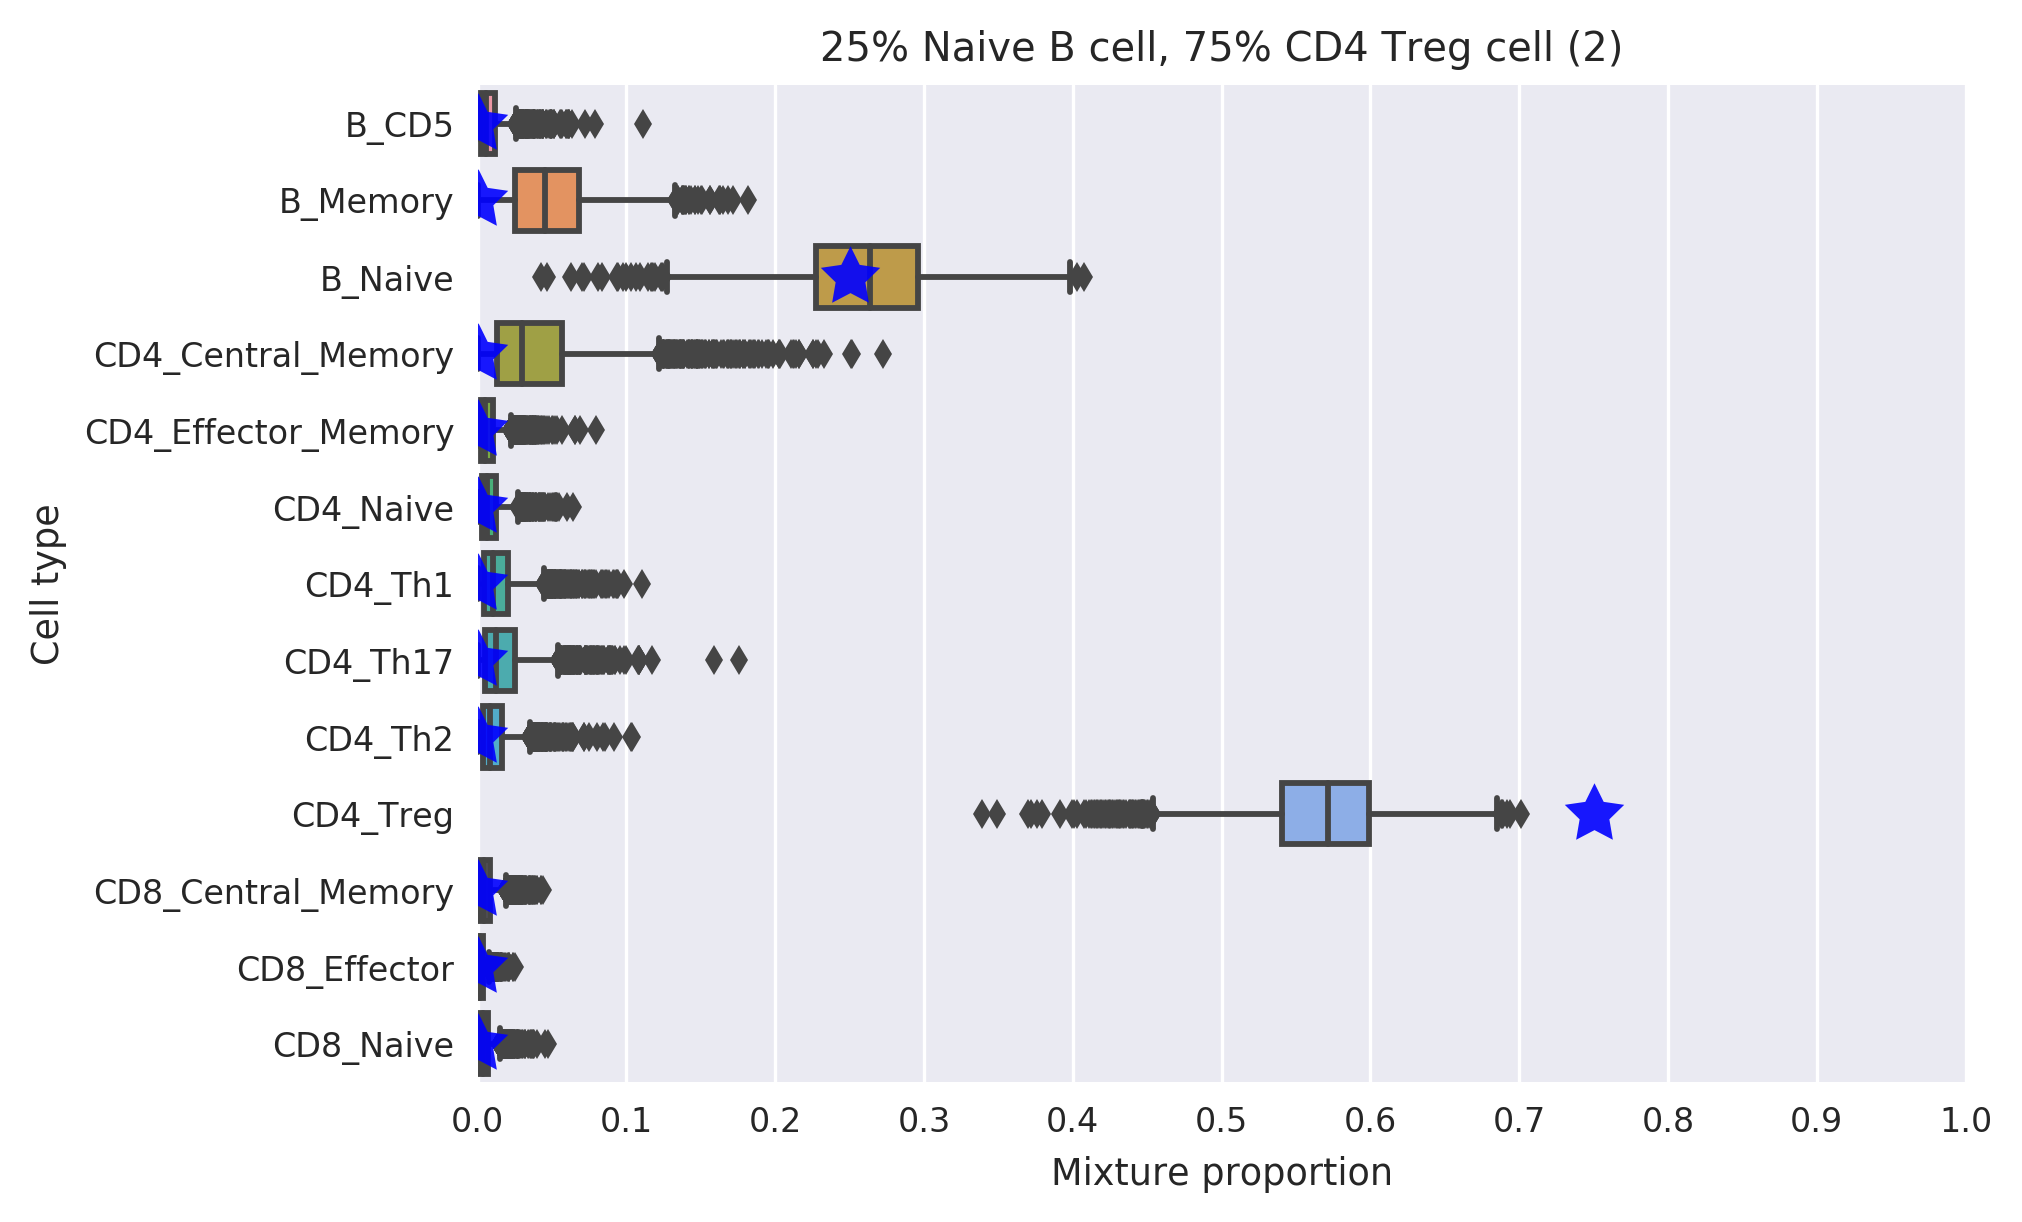 25% Naive B cell, 75% CD4 Treg cell (2)
B_CD5
B_Memory
B_Naive
CD4_Central_Memory
CD4_Effector_Memory
CD4_Naive
CD4_Th1
CD4_Th17
CD4_Th2
CD4_Treg
CD8_Central_Memory
CD8_Effector
CD8_Naive
Cell type
0.0 0.1 0.2 0.3 0.4 0.5 0.6 0.7 0.8 0.9 1.0
Mixture proportion